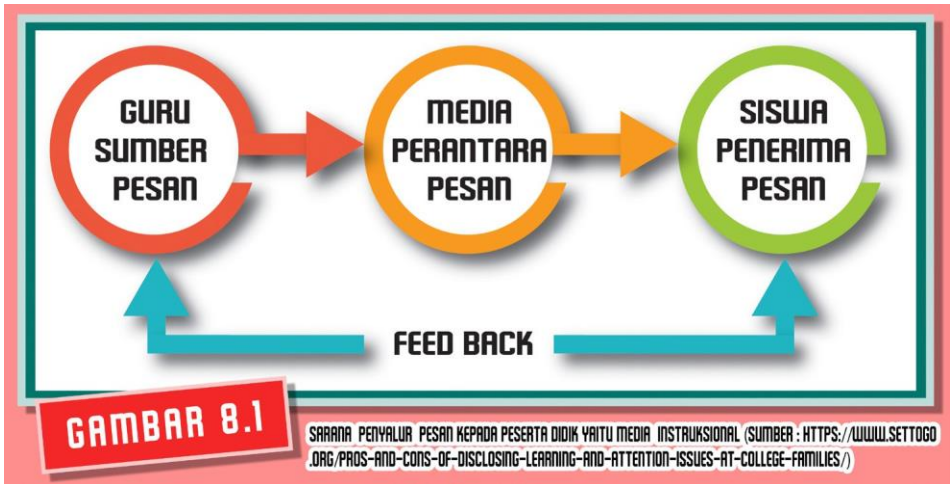 GURU
SUMBER
PESAN
MEDIA
PERANTARA
PESAN
SISWA
PENERIMA
PESAN
FEED BACK
GAMBAR 8.1
SARANA PENYALUR PESAN KEPADA PESERTA DIDIK YAITU MEDIA INSTRUKSIONAL (SUMBER : HTTPS://WWW.SETTOGO
.ORG/PROS-AND-CONS-OF-DISCLOSING-LEARNING-AND-ATTENTION-ISSUES-AT-COLLEGE-FAMILIES/)